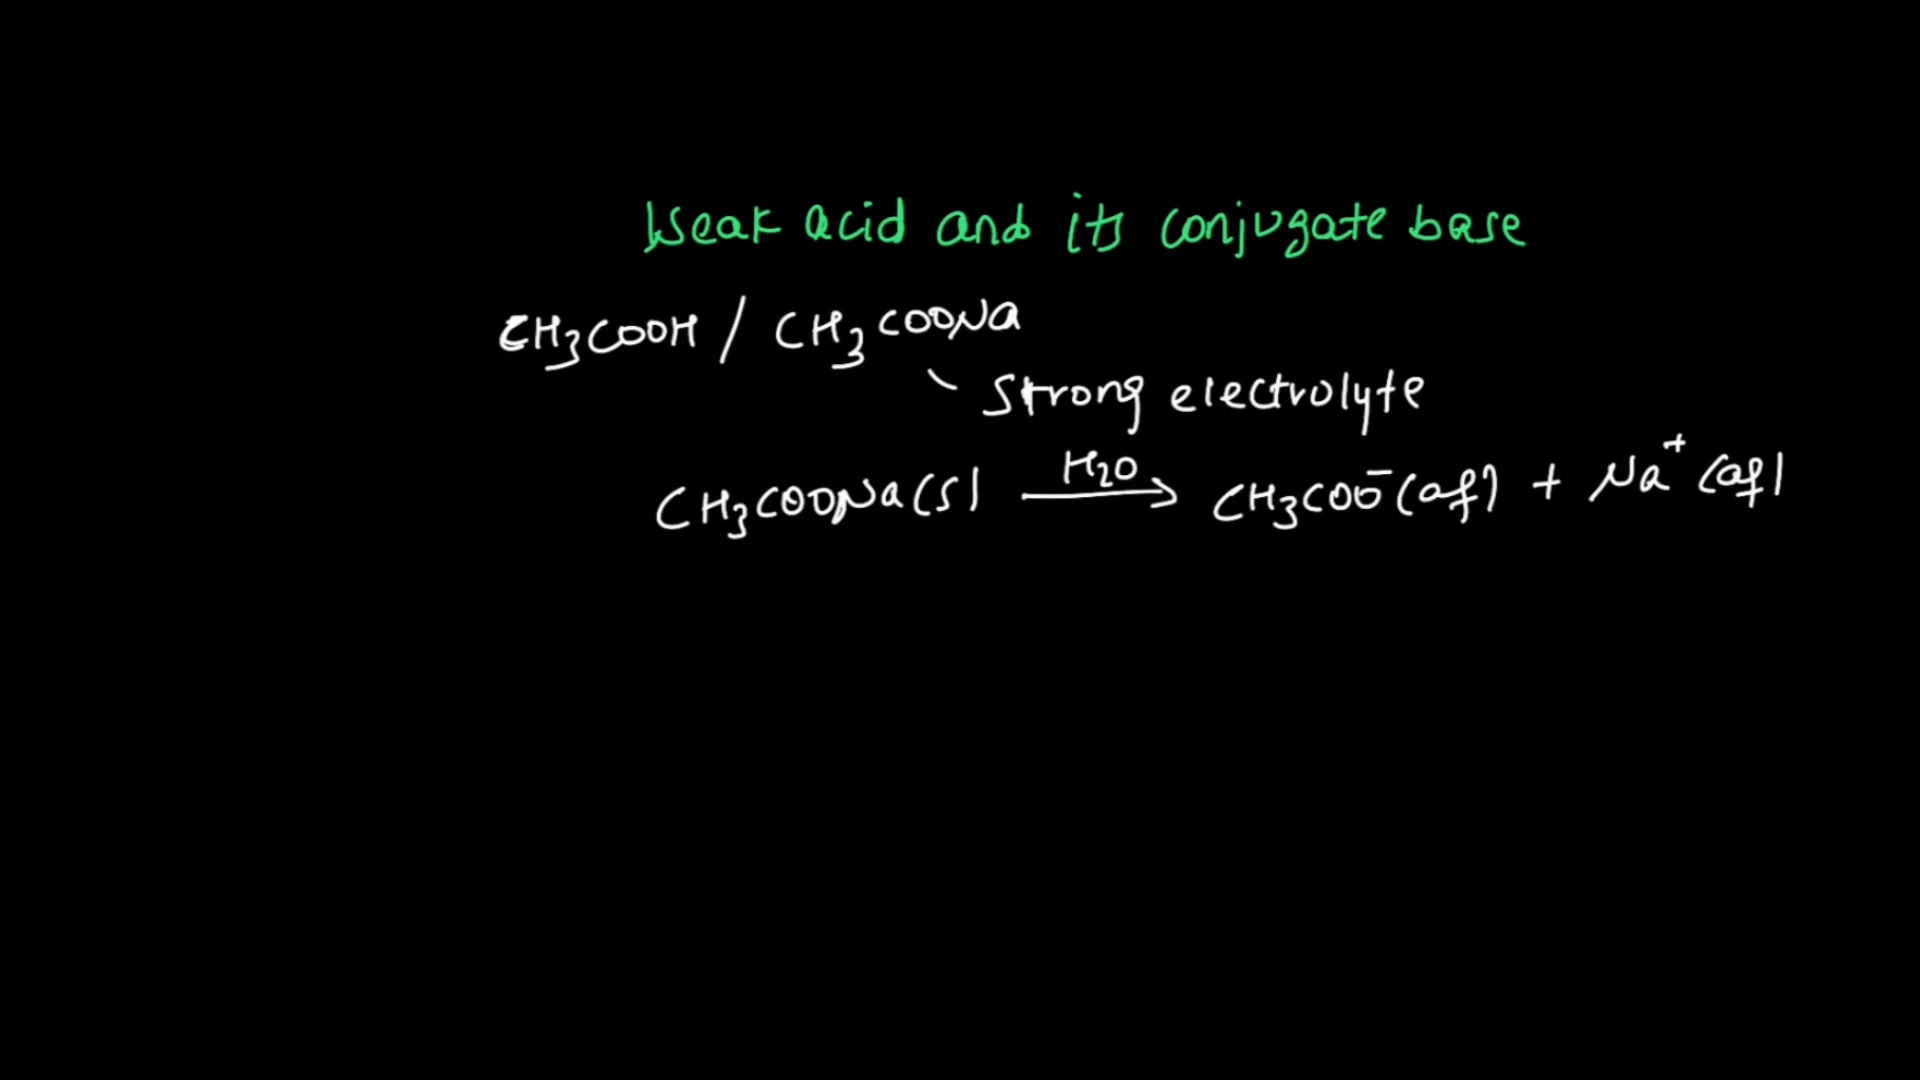 Weak acid and its conjugate base
CH₃COOH / CH₃COONa
Strong electrolyte
CH₃COONa(s) H₂O → CH₃COO⁻(aq) + Na⁺(aq)